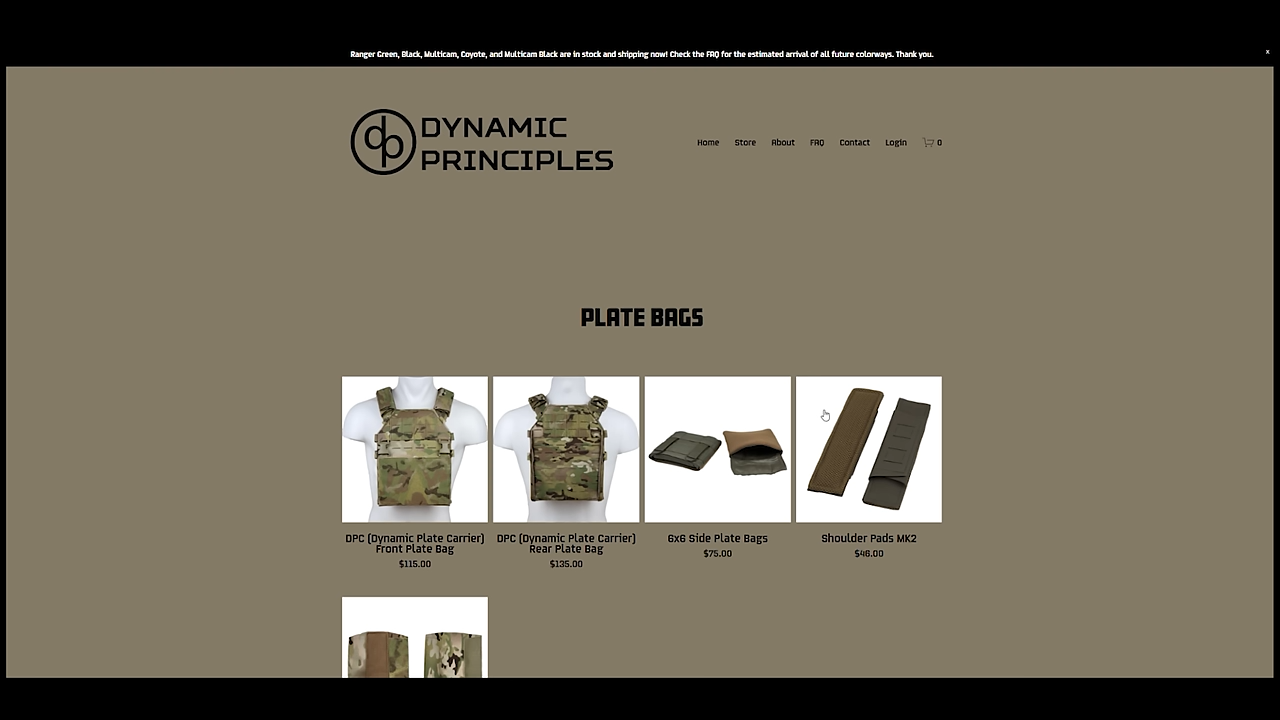 Ranger Green, Black, Multicam, Coyote, and Multicam Black are in stock and shipping now! Check the FAQ for the estimated arrival of all future colorways. Thank you.
x
dp
DYNAMIC
PRINCIPLES
Home Store About FAQ Contact Login 0
PLATE BAGS
DPC (Dynamic Plate Carrier)
Front Plate Bag
$115.00
DPC (Dynamic Plate Carrier)
Rear Plate Bag
$135.00
6x6 Side Plate Bags
$75.00
Shoulder Pads MK2
$46.00